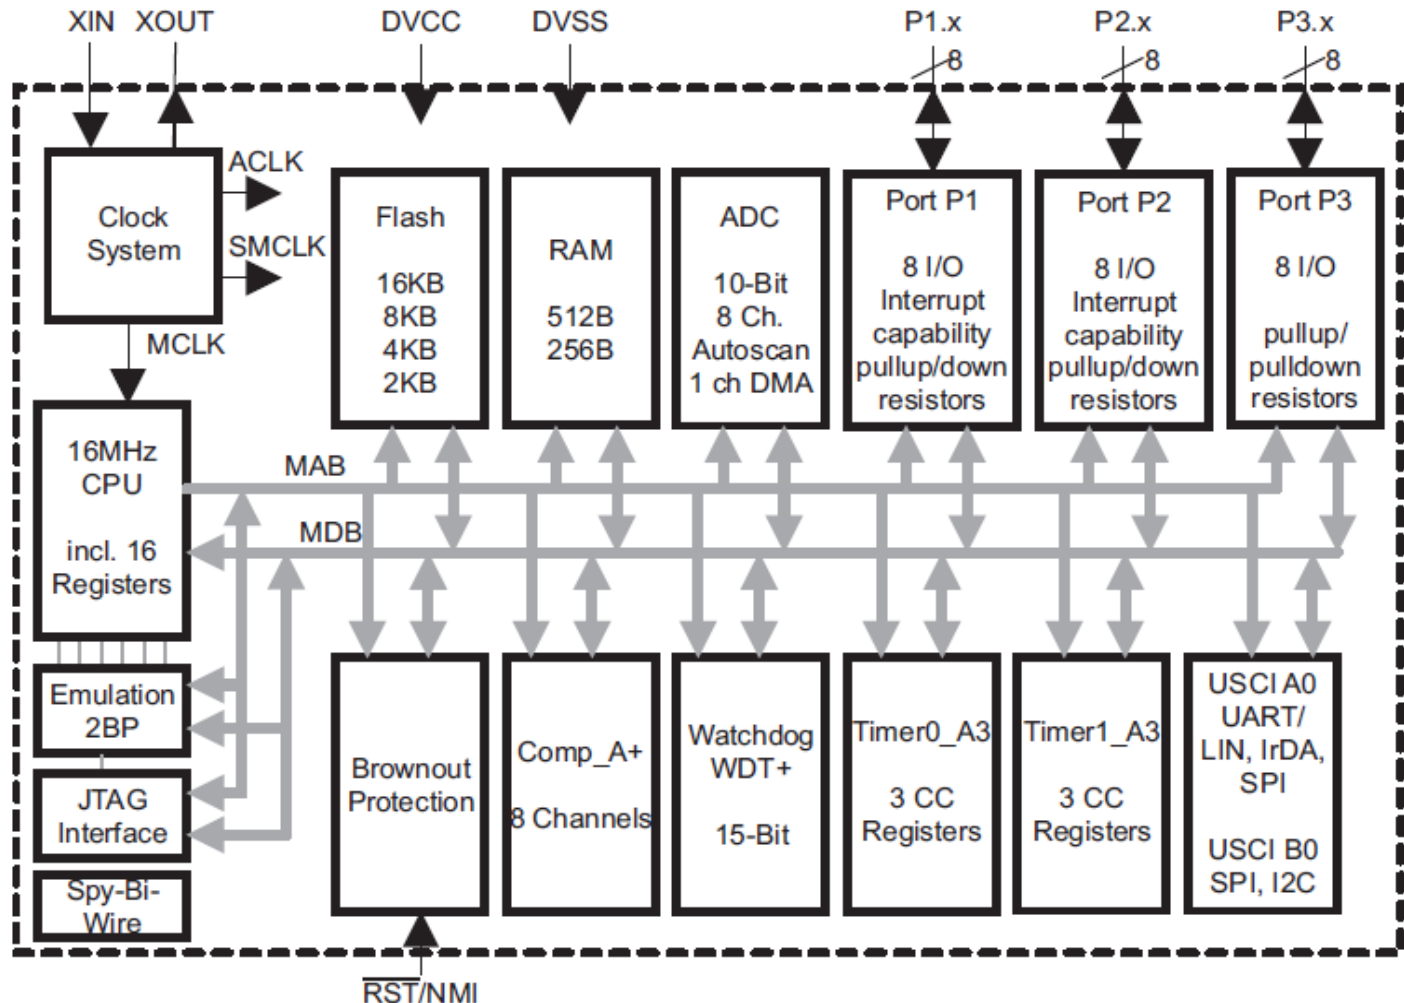 XIN XOUT DVCC DVSS P1.x P2.x P3.x
8 8 8
Clock
System
ACLK
SMCLK
MCLK
Flash
16KB
8KB
4KB
2KB
RAM
512B
256B
ADC
10-Bit
8 Ch.
Autoscan
1 ch DMA
Port P1
8 I/O
Interrupt
capability
pullup/down
resistors
Port P2
8 I/O
Interrupt
capability
pullup/down
resistors
Port P3
8 I/O
pullup/
pulldown
resistors
16MHz
CPU
incl. 16
Registers
MAB
MDB
Emulation
2BP
JTAG
Interface
Spy-Bi-
Wire
Brownout
Protection
Comp_A+
8 Channels
Watchdog
WDT+
15-Bit
Timer0_A3
3 CC
Registers
Timer1_A3
3 CC
Registers
USCI A0
UART/
LIN, IrDA,
SPI
USCI B0
SPI, I2C
RST/NMI